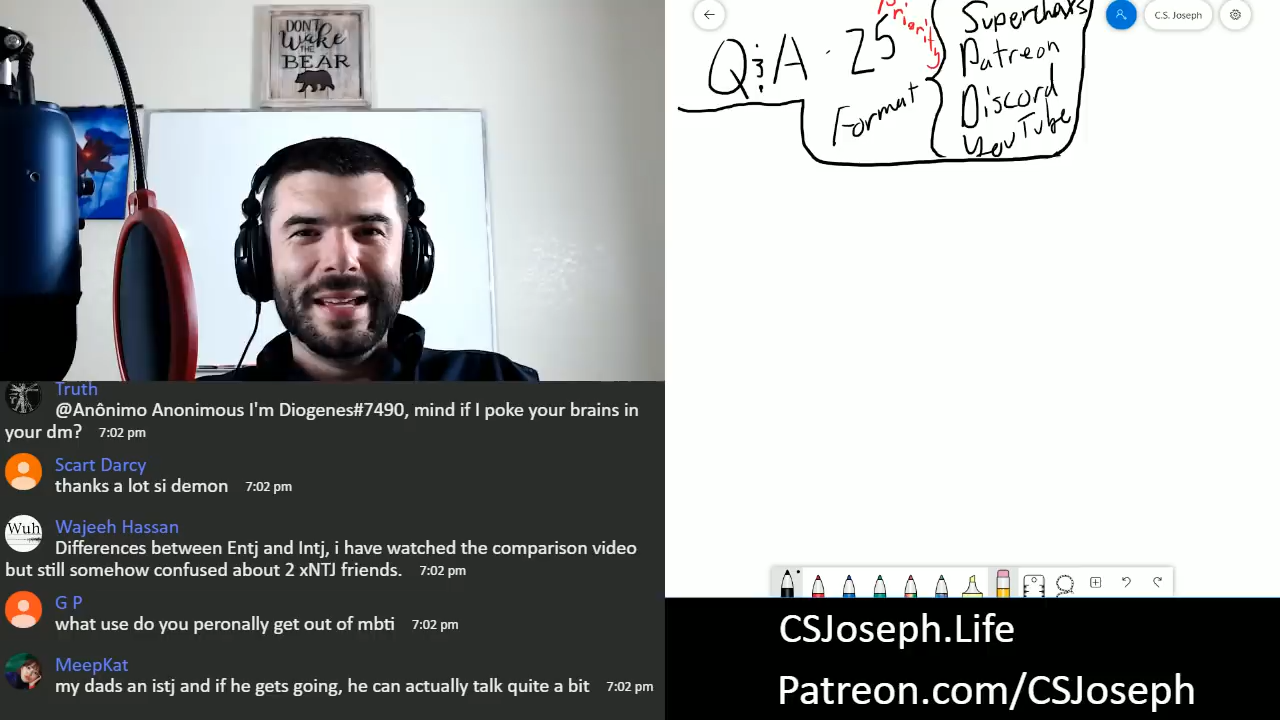 DON'T
Wake
THE
BEAR
Truth
@Anônimo Anonimous I'm Diogenes#7490, mind if I poke your brains in
your dm? 7:02 pm
Scart Darcy
thanks a lot si demon 7:02 pm
Wuh
Wajeeh Hassan
Differences between Entj and Intj, i have watched the comparison video
but still somehow confused about 2 xNTJ friends. 7:02 pm
G P
what use do you peronally get out of mbti 7:02 pm
MeepKat
my dads an istj and if he gets going, he can actually talk quite a bit 7:02 pm
C.S. Joseph
Q&A · 25
Format
Priority
Superchats
Patreon
Discord
YouTube
CSJoseph.Life
Patreon.com/CSJoseph